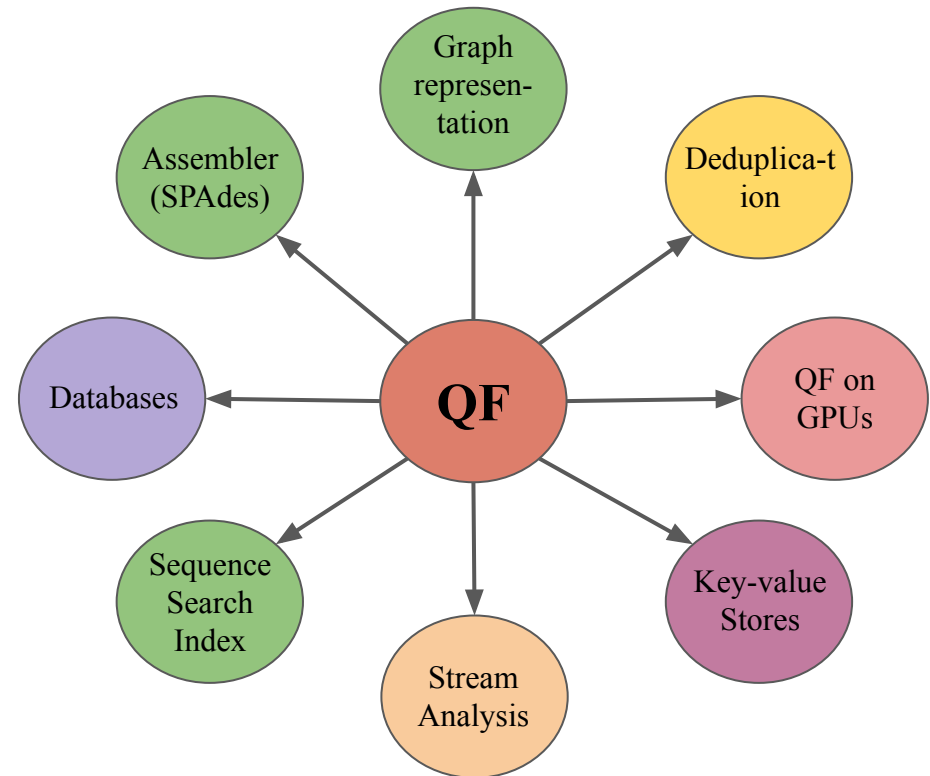 Graph
represen-
tation
Assembler
(SPAdes)
Deduplica-t
ion
Databases
QF
QF on
GPUs
Sequence
Search
Index
Key-value
Stores
Stream
Analysis